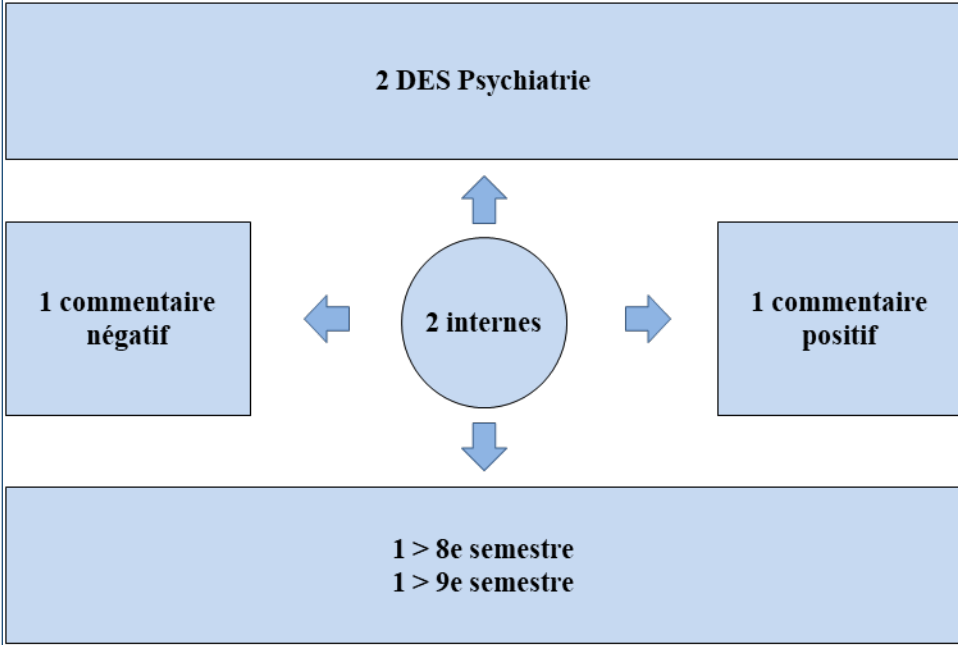 2 DES Psychiatrie
1 commentaire
négatif
2 internes
1 commentaire
positif
1 > 8e semestre
1 > 9e semestre